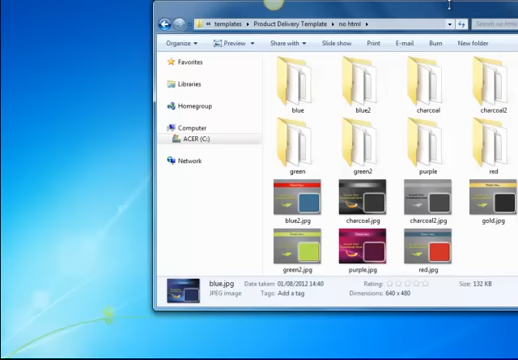 templates
Product Delivery Template
no html
Organize
Preview
Share with
Slide show
Print
E-mail
Burn
New folder
Favorites
Libraries
Homegroup
Computer
ACER (C:)
Network
blue
blue2
charcoal
charcoal2
green
green2
purple
red
blue2.jpg
charcoal.jpg
charcoal2.jpg
gold.jpg
green2.jpg
purple.jpg
red.jpg
blue.jpg
Date taken: 01/08/2012 14:40
Rating:
Size: 132 KB
JPEG image
Tags: Add a tag
Dimensions: 640 x 480